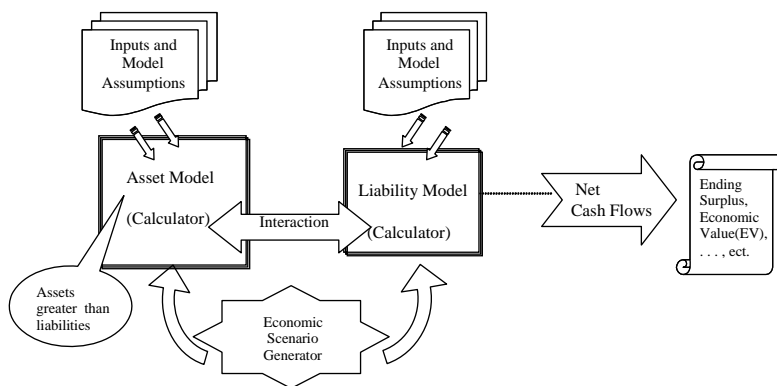 Inputs and
Model
Assumptions
Inputs and
Model
Assumptions
Asset Model
(Calculator)
Interaction
Liability Model
(Calculator)
Net
Cash Flows
Ending
Surplus,
Economic
Value(EV),
. . . , ect.
Assets
greater than
liabilities
Economic
Scenario
Generator